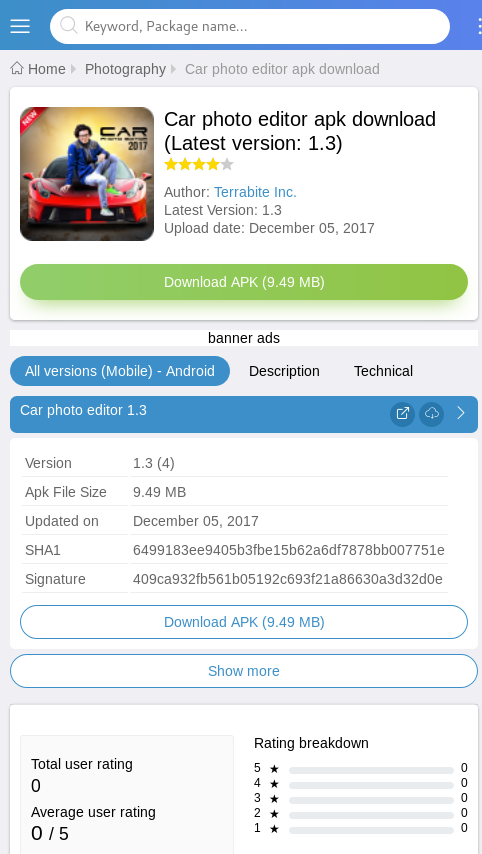 Keyword, Package name...
Home Photography Car photo editor apk download
NEW
CAR
PHOTO EDITOR
2017
Car photo editor apk download
(Latest version: 1.3)
Author: Terrabite Inc.
Latest Version: 1.3
Upload date: December 05, 2017
Download APK (9.49 MB)
banner ads
All versions (Mobile) - Android Description Technical
Car photo editor 1.3
Version 1.3 (4)
Apk File Size 9.49 MB
Updated on December 05, 2017
SHA1 6499183ee9405b3fbe15b62a6df7878bb007751e
Signature 409ca932fb561b05192c693f21a86630a3d32d0e
Download APK (9.49 MB)
Show more
Total user rating
0
Average user rating
0 / 5
Rating breakdown
5 ★ 0
4 ★ 0
3 ★ 0
2 ★ 0
1 ★ 0